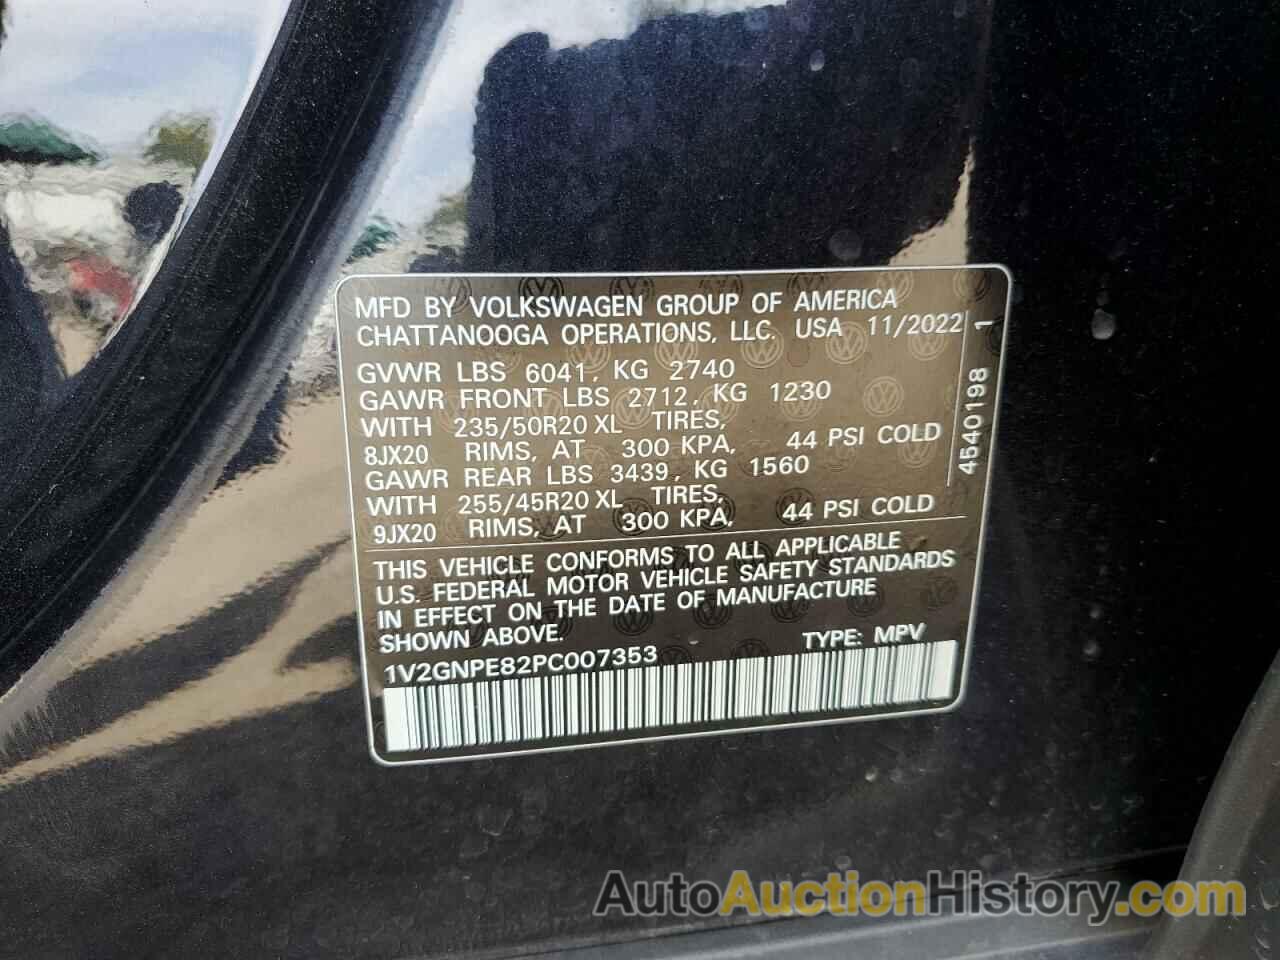 MFD BY VOLKSWAGEN GROUP OF AMERICA
CHATTANOOGA OPERATIONS, LLC. USA 11/2022
GVWR LBS 6041, KG 2740
GAWR FRONT LBS 2712, KG 1230
WITH 235/50R20 XL TIRES,
8JX20 RIMS, AT 300 KPA, 44 PSI COLD
GAWR REAR LBS 3439, KG 1560
WITH 255/45R20 XL TIRES,
9JX20 RIMS, AT 300 KPA, 44 PSI COLD
4540198 1
THIS VEHICLE CONFORMS TO ALL APPLICABLE
U.S. FEDERAL MOTOR VEHICLE SAFETY STANDARDS
IN EFFECT ON THE DATE OF MANUFACTURE
SHOWN ABOVE. TYPE: MPV
1V2GNPE82PC007353
AutoAuctionHistory.com